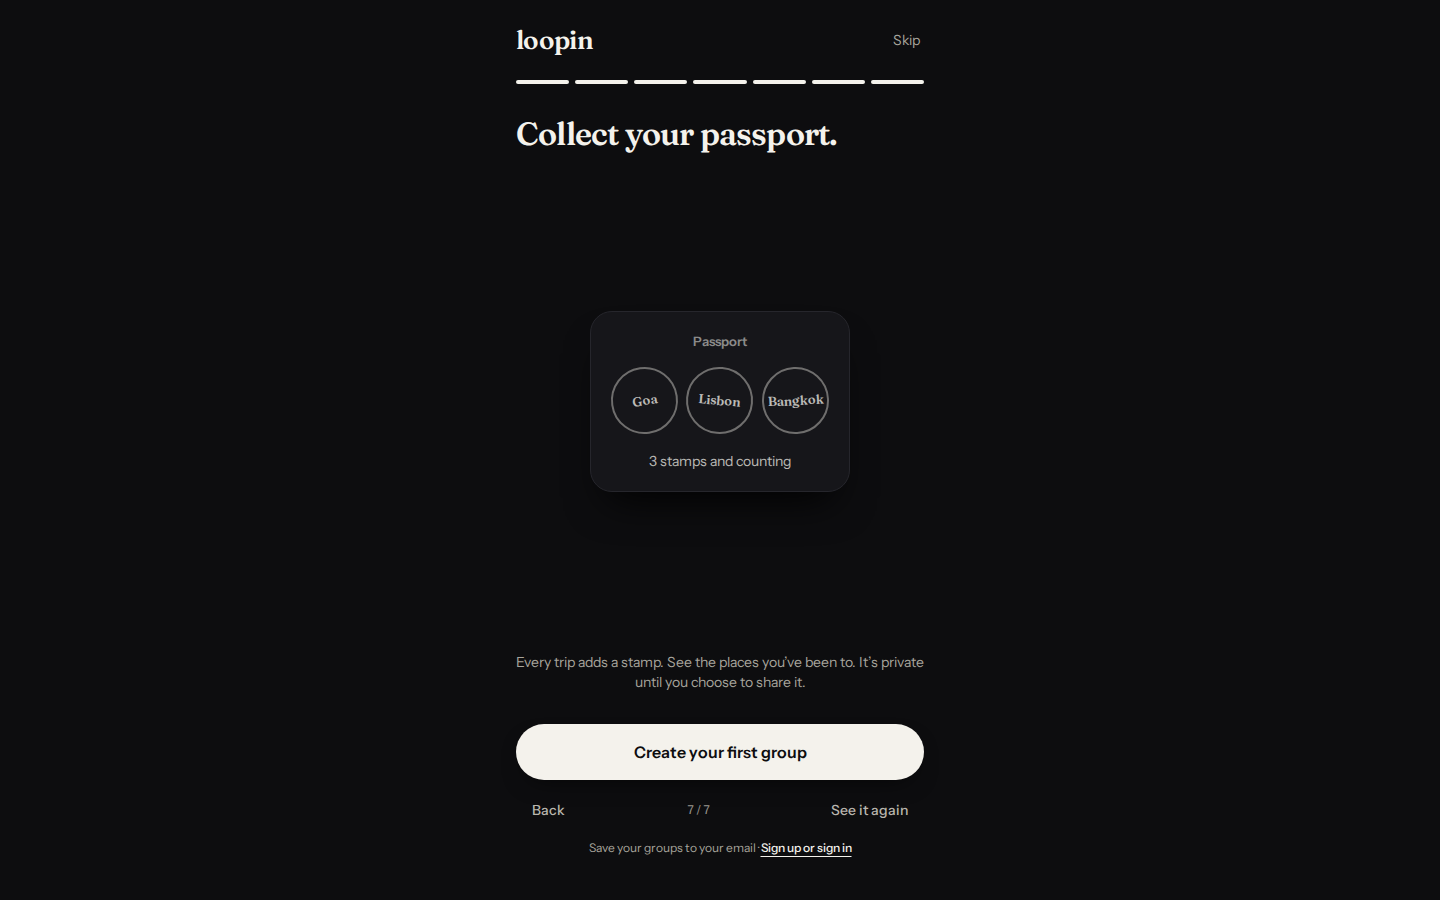 loopin
Skip
Collect your passport.
Passport
Goa
Lisbon
Bangkok
3 stamps and counting
Every trip adds a stamp. See the places you’ve been to. It’s private
until you choose to share it.
Create your first group
Back
7 / 7
See it again
Save your groups to your email · Sign up or sign in